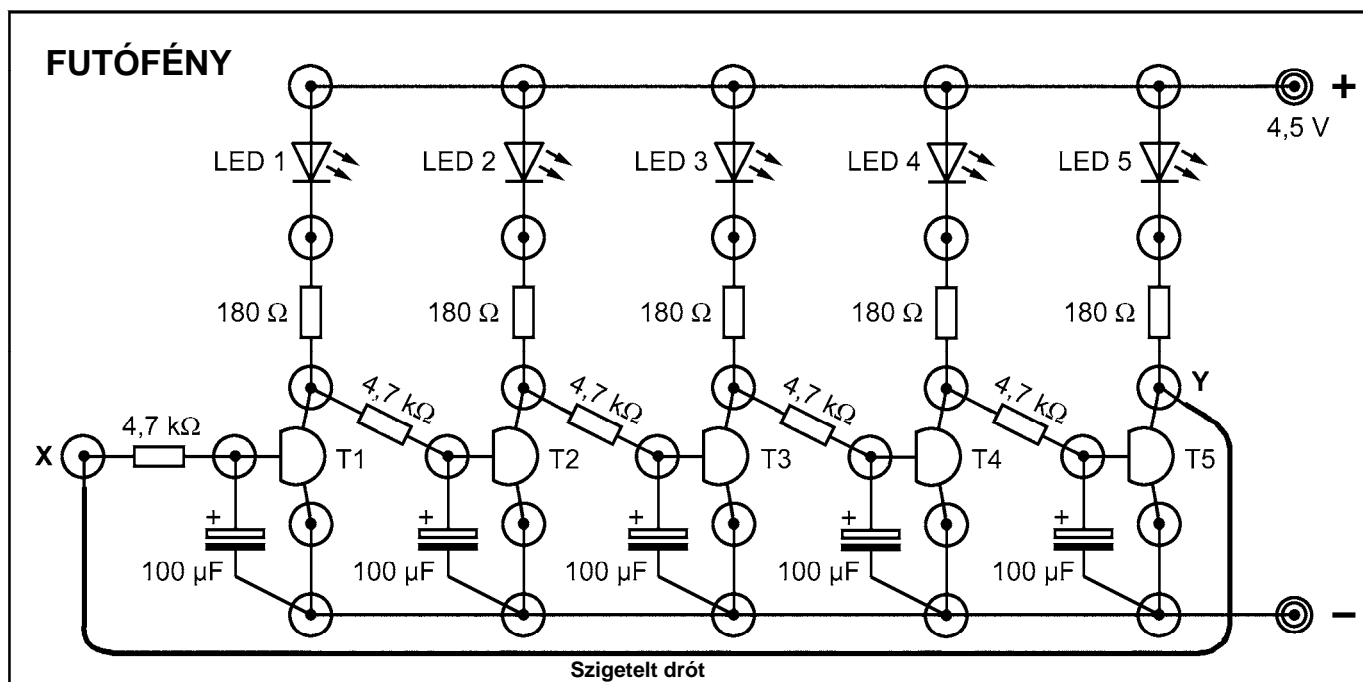 FUTÓFÉNY
+
4,5 V
LED 1 LED 2 LED 3 LED 4 LED 5
180 Ω 180 Ω 180 Ω 180 Ω 180 Ω
4,7 kΩ 4,7 kΩ 4,7 kΩ 4,7 kΩ Y
X 4,7 kΩ T1 T2 T3 T4 T5
+ + + + +
100 µF 100 µF 100 µF 100 µF 100 µF
−
Szigetelt drót